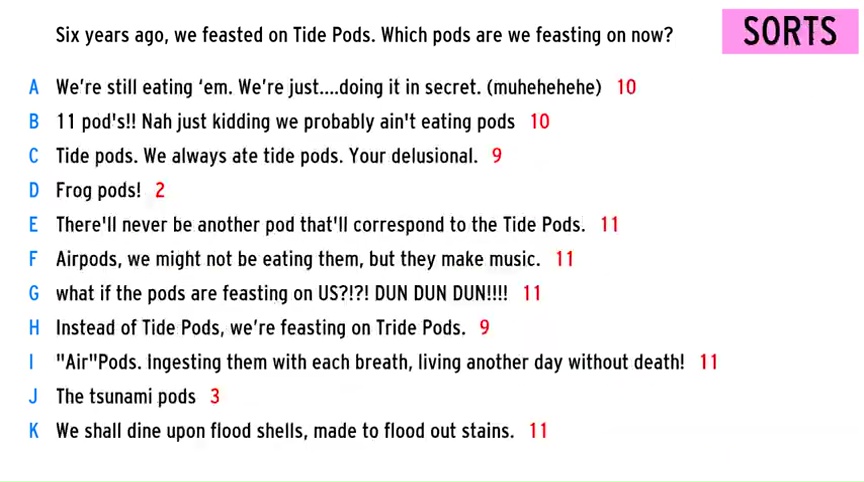 Six years ago, we feasted on Tide Pods. Which pods are we feasting on now?
SORTS
A We're still eating 'em. We're just....doing it in secret. (muhehehehe) 10
B 11 pod's!! Nah just kidding we probably ain't eating pods 10
C Tide pods. We always ate tide pods. Your delusional. 9
D Frog pods! 2
E There'll never be another pod that'll correspond to the Tide Pods. 11
F Airpods, we might not be eating them, but they make music. 11
G what if the pods are feasting on US?!?! DUN DUN DUN!!!! 11
H Instead of Tide Pods, we're feasting on Tride Pods. 9
I "Air"Pods. Ingesting them with each breath, living another day without death! 11
J The tsunami pods 3
K We shall dine upon flood shells, made to flood out stains. 11